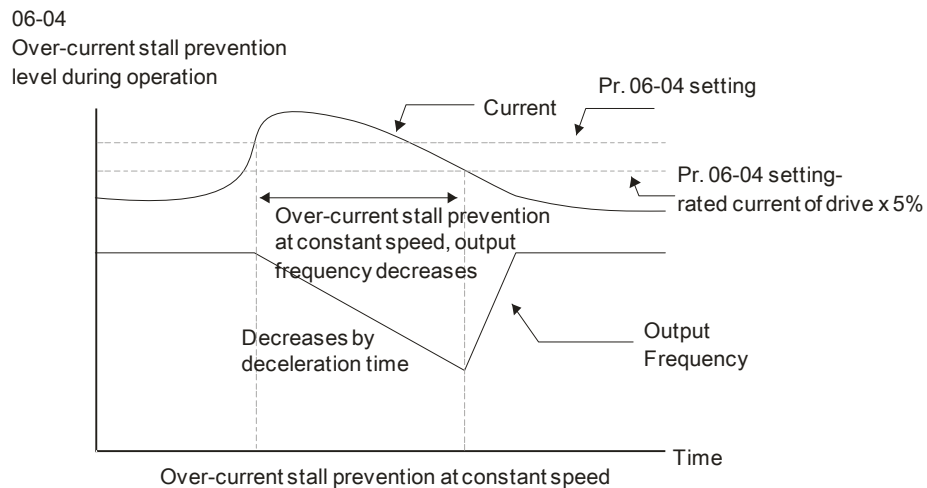 06-04
Over-current stall prevention
level during operation
Pr. 06-04 setting
Current
Pr. 06-04 setting-
rated current of drive x 5%
Over-current stall prevention
at constant speed, output
frequency decreases
Decreases by
deceleration time
Output
Frequency
Time
Over-current stall prevention at constant speed